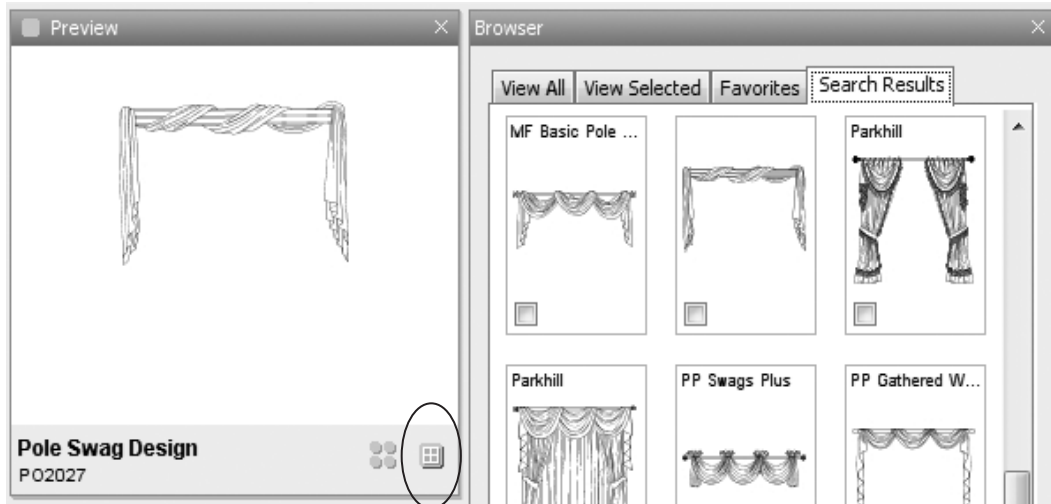 Preview
Pole Swag Design
PO2027
Browser
View All View Selected Favorites Search Results
MF Basic Pole ...
Parkhill
Parkhill
PP Swags Plus
PP Gathered W...